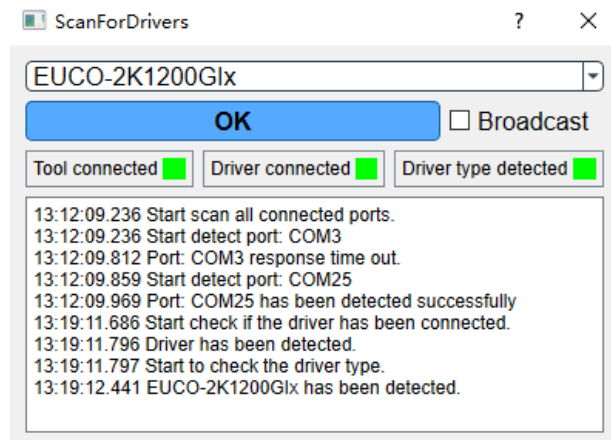 ScanForDrivers
?
EUCO-2K1200GIx
OK
Broadcast
Tool connected
Driver connected
Driver type detected
13:12:09.236 Start scan all connected ports.
13:12:09.236 Start detect port: COM3
13:12:09.812 Port: COM3 response time out.
13:12:09.859 Start detect port: COM25
13:12:09.969 Port: COM25 has been detected successfully
13:19:11.686 Start check if the driver has been connected.
13:19:11.796 Driver has been detected.
13:19:11.797 Start to check the driver type.
13:19:12.441 EUCO-2K1200GIx has been detected.